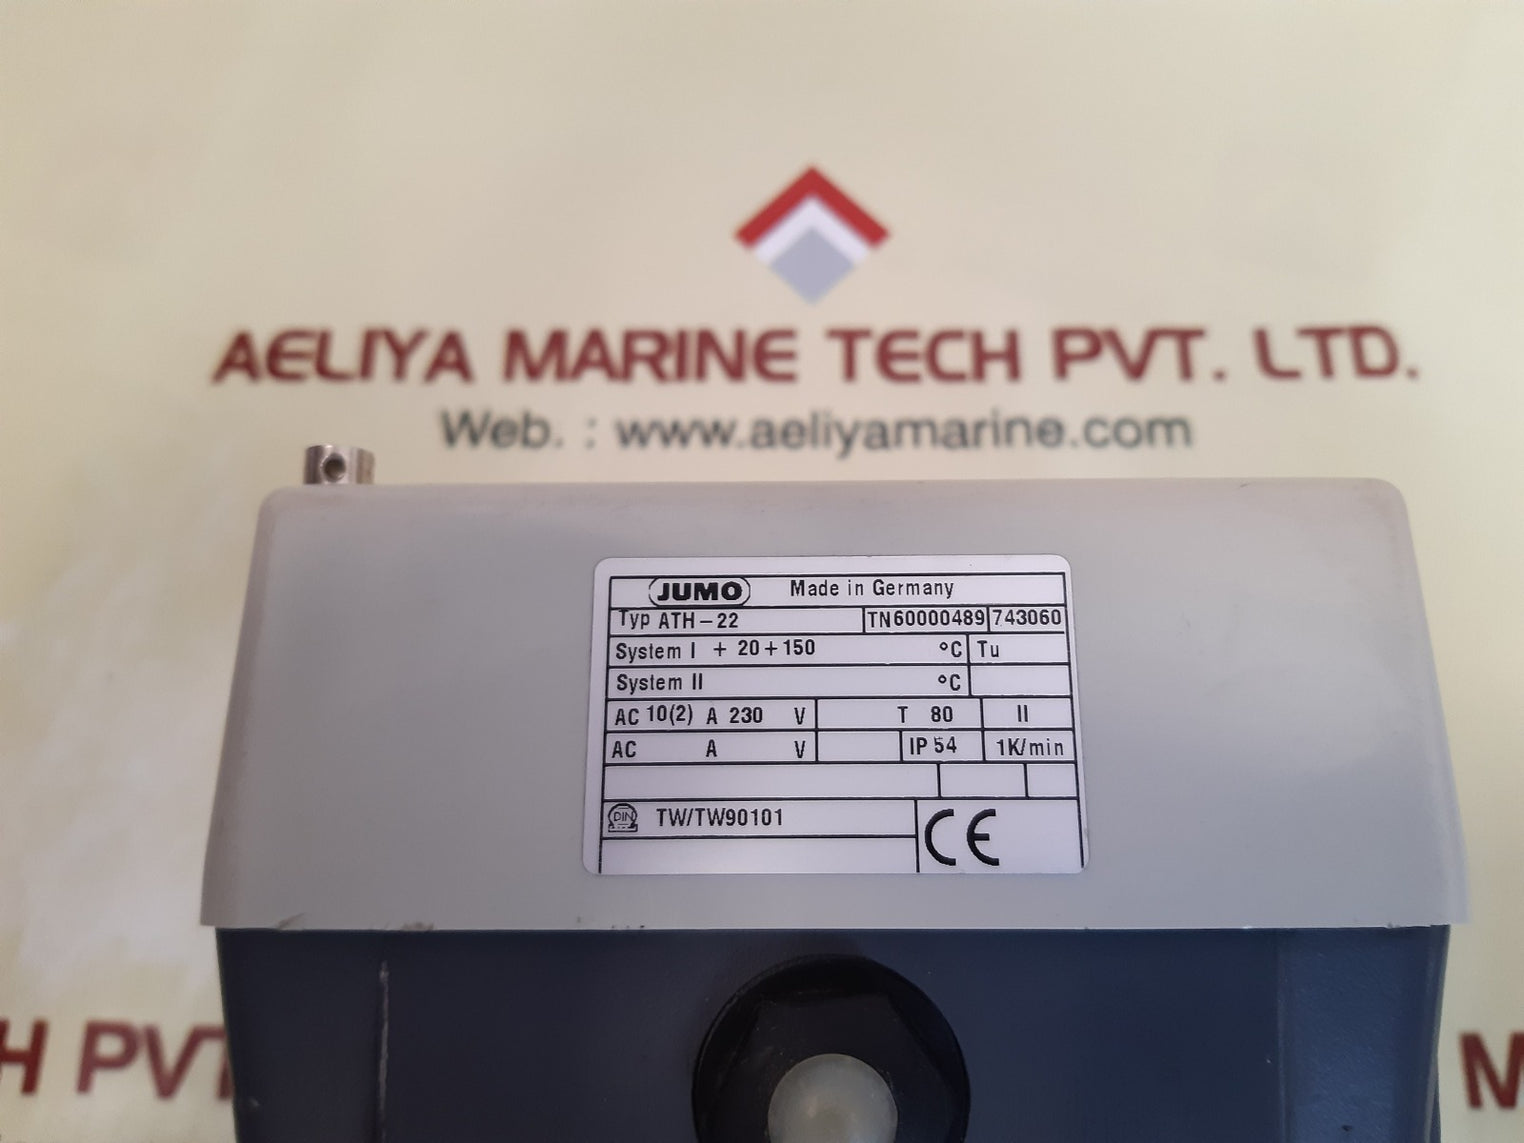 AELIYA MARINE TECH PVT. LTD.
Web. : www.aeliyamarine.com
JUMO Made in Germany
Typ ATH-22 TN60000489 743060
System I + 20+150 °C Tu
System II °C
AC 10(2) A 230 V T 80 II
AC A V IP 54 1K/min
DIN TW/TW90101 CE
H PVT
M